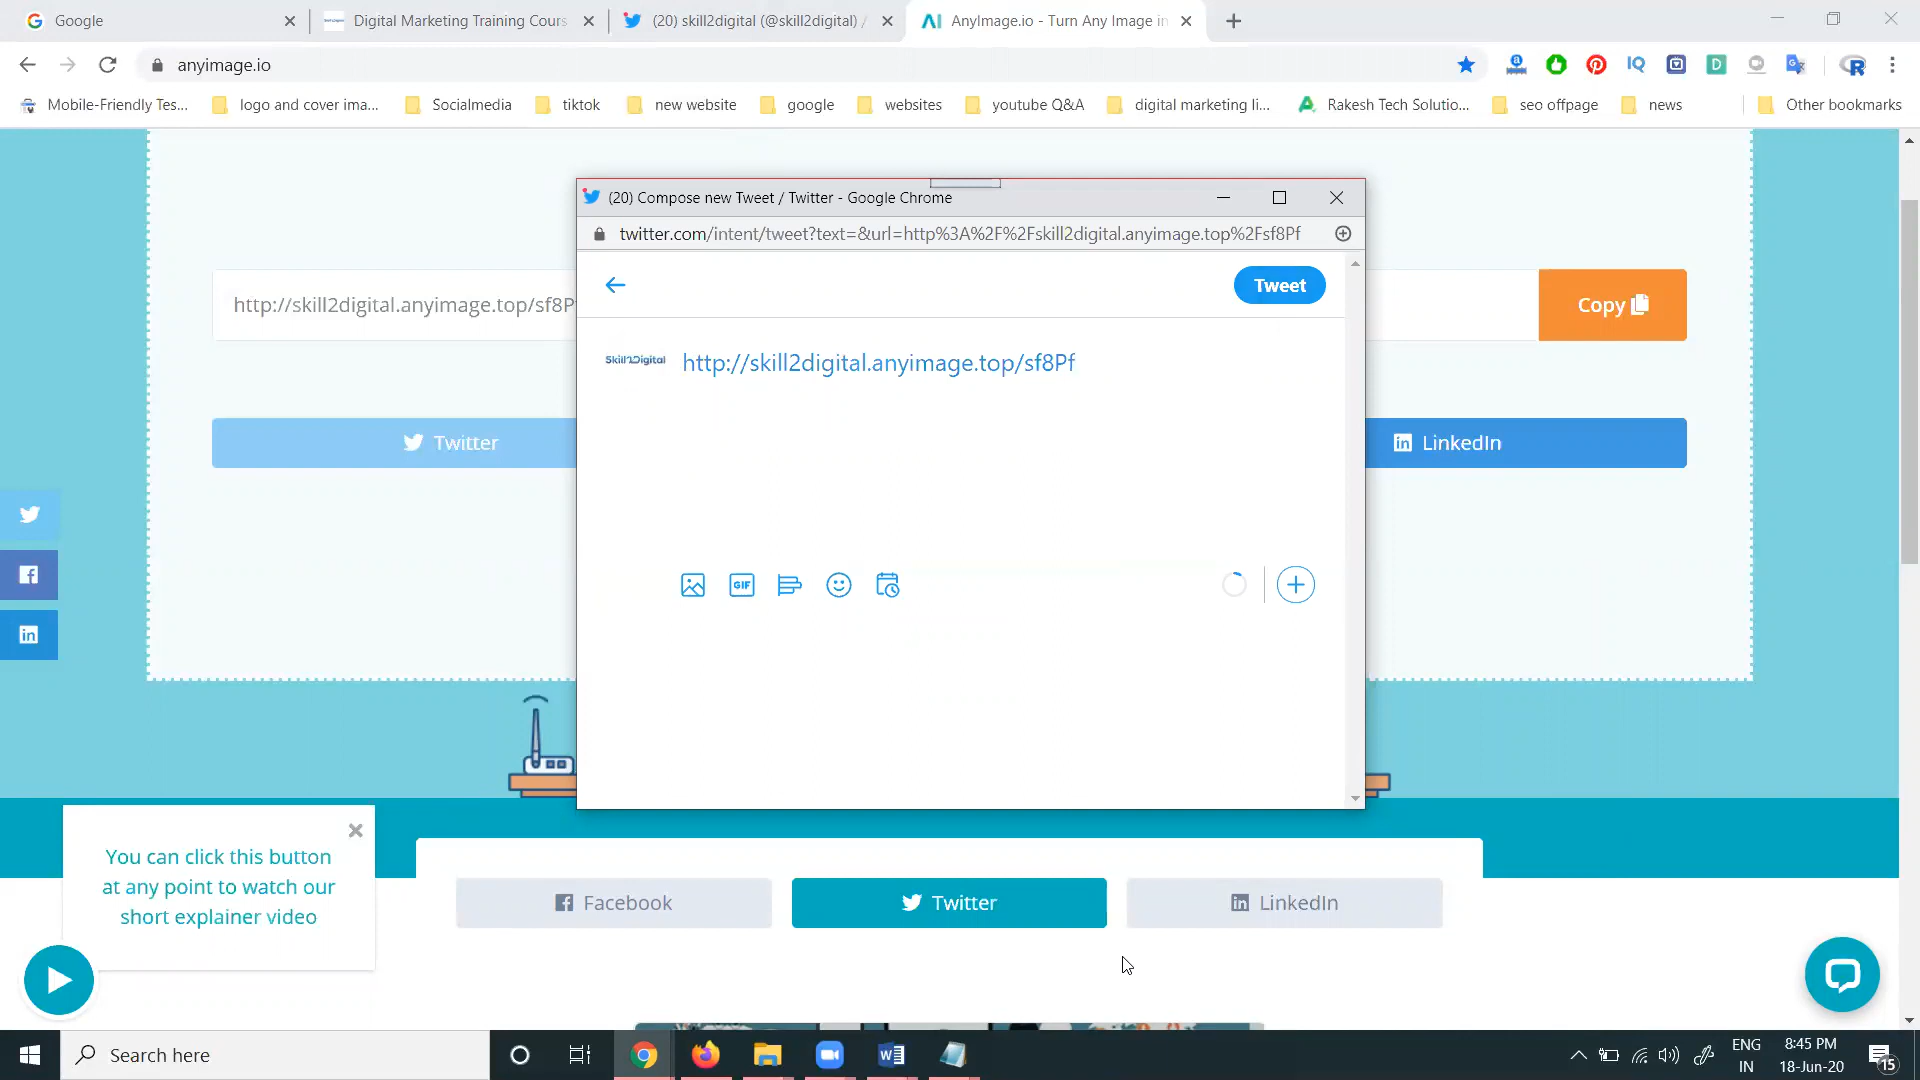 Google
Digital Marketing Training Cours
(20) skill2digital (@skill2digital) /
AnyImage.io - Turn Any Image in
anyimage.io
Mobile-Friendly Tes...
logo and cover ima...
Socialmedia
tiktok
new website
google
websites
youtube Q&A
digital marketing li...
Rakesh Tech Solutio...
seo offpage
news
Other bookmarks
(20) Compose new Tweet / Twitter - Google Chrome
twitter.com/intent/tweet?text=&url=http%3A%2F%2Fskill2digital.anyimage.top%2Fsf8Pf
Tweet
http://skill2digital.anyimage.top/sf8P
Copy
Skill2Digital
http://skill2digital.anyimage.top/sf8Pf
Twitter
LinkedIn
GIF
You can click this button
at any point to watch our
short explainer video
Facebook
Twitter
LinkedIn
Search here
ENG
IN
8:45 PM
18-Jun-20
15